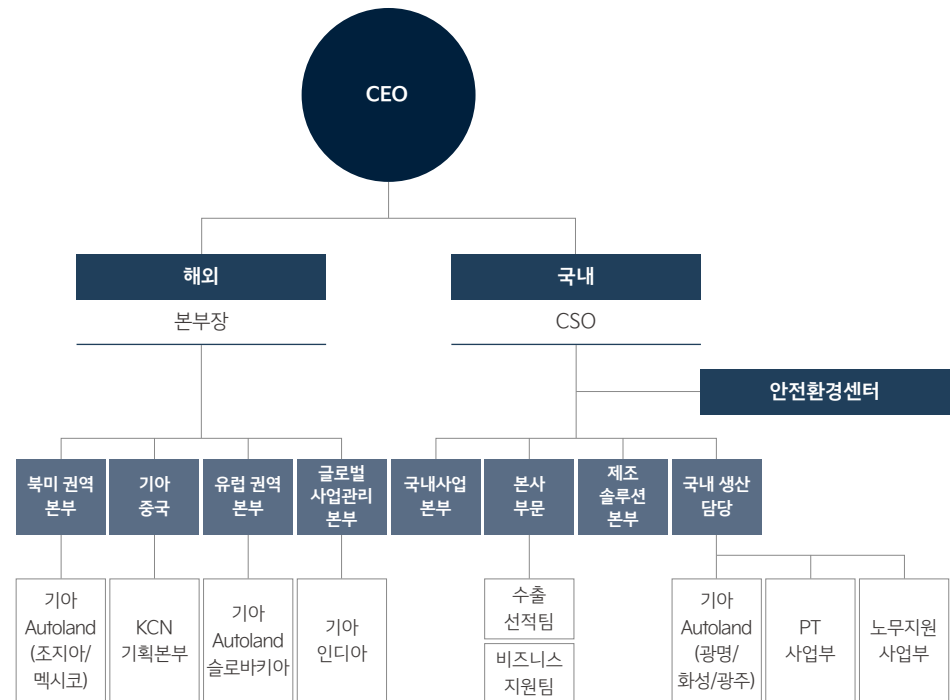 CEO
해외
본부장
국내
CSO
안전환경센터
북미 권역
본부
기아
중국
유럽 권역
본부
글로벌
사업관리
본부
국내사업
본부
본사
부문
제조
솔루션
본부
국내 생산
담당
기아
Autoland
(조지아/
멕시코)
KCN
기획본부
기아
Autoland
슬로바키아
기아
인디아
수출
선적팀
비즈니스
지원팀
기아
Autoland
(광명/
화성/광주)
PT
사업부
노무지원
사업부